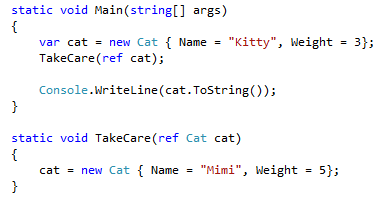 static void Main(string[] args)
{
    var cat = new Cat { Name = "Kitty", Weight = 3};
    TakeCare(ref cat);

    Console.WriteLine(cat.ToString());
}

static void TakeCare(ref Cat cat)
{
    cat = new Cat { Name = "Mimi", Weight = 5};
}